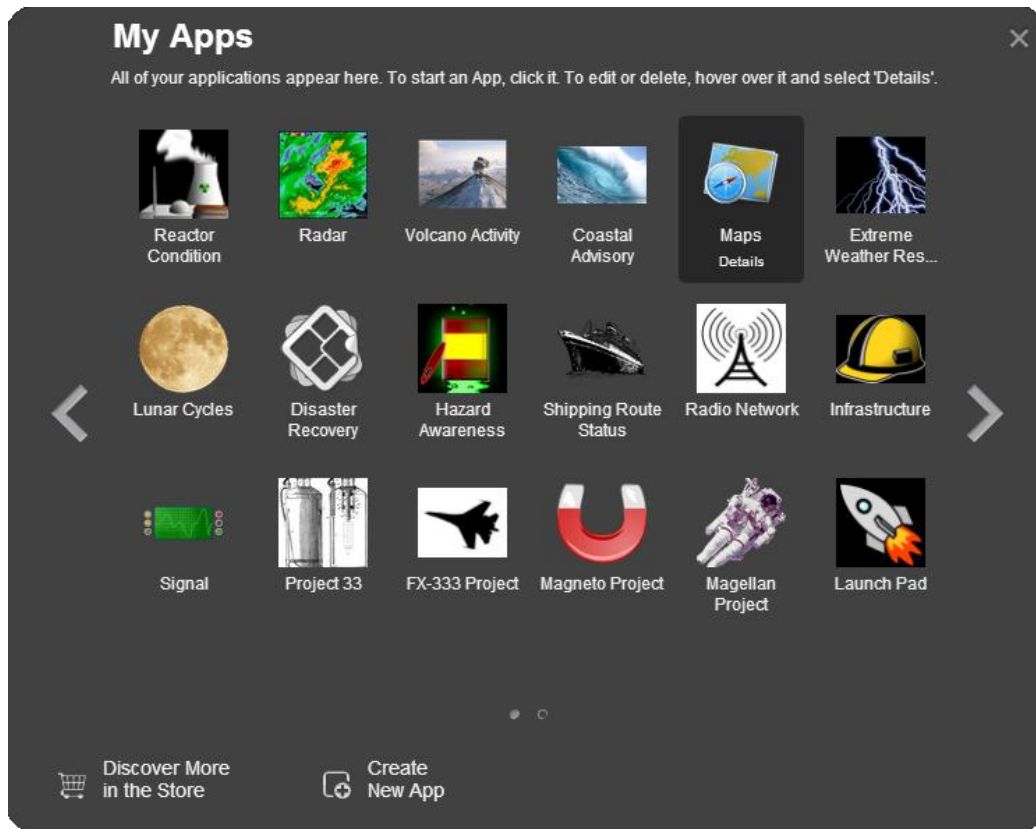 My Apps
All of your applications appear here. To start an App, click it. To edit or delete, hover over it and select 'Details'.
Reactor
Condition
Radar
Volcano Activity
Coastal
Advisory
Maps
Details
Extreme
Weather Res...
Lunar Cycles
Disaster
Recovery
Hazard
Awareness
Shipping Route
Status
Radio Network
Infrastructure
Signal
Project 33
FX-333 Project
Magneto Project
Magellan
Project
Launch Pad
Discover More
in the Store
Create
New App